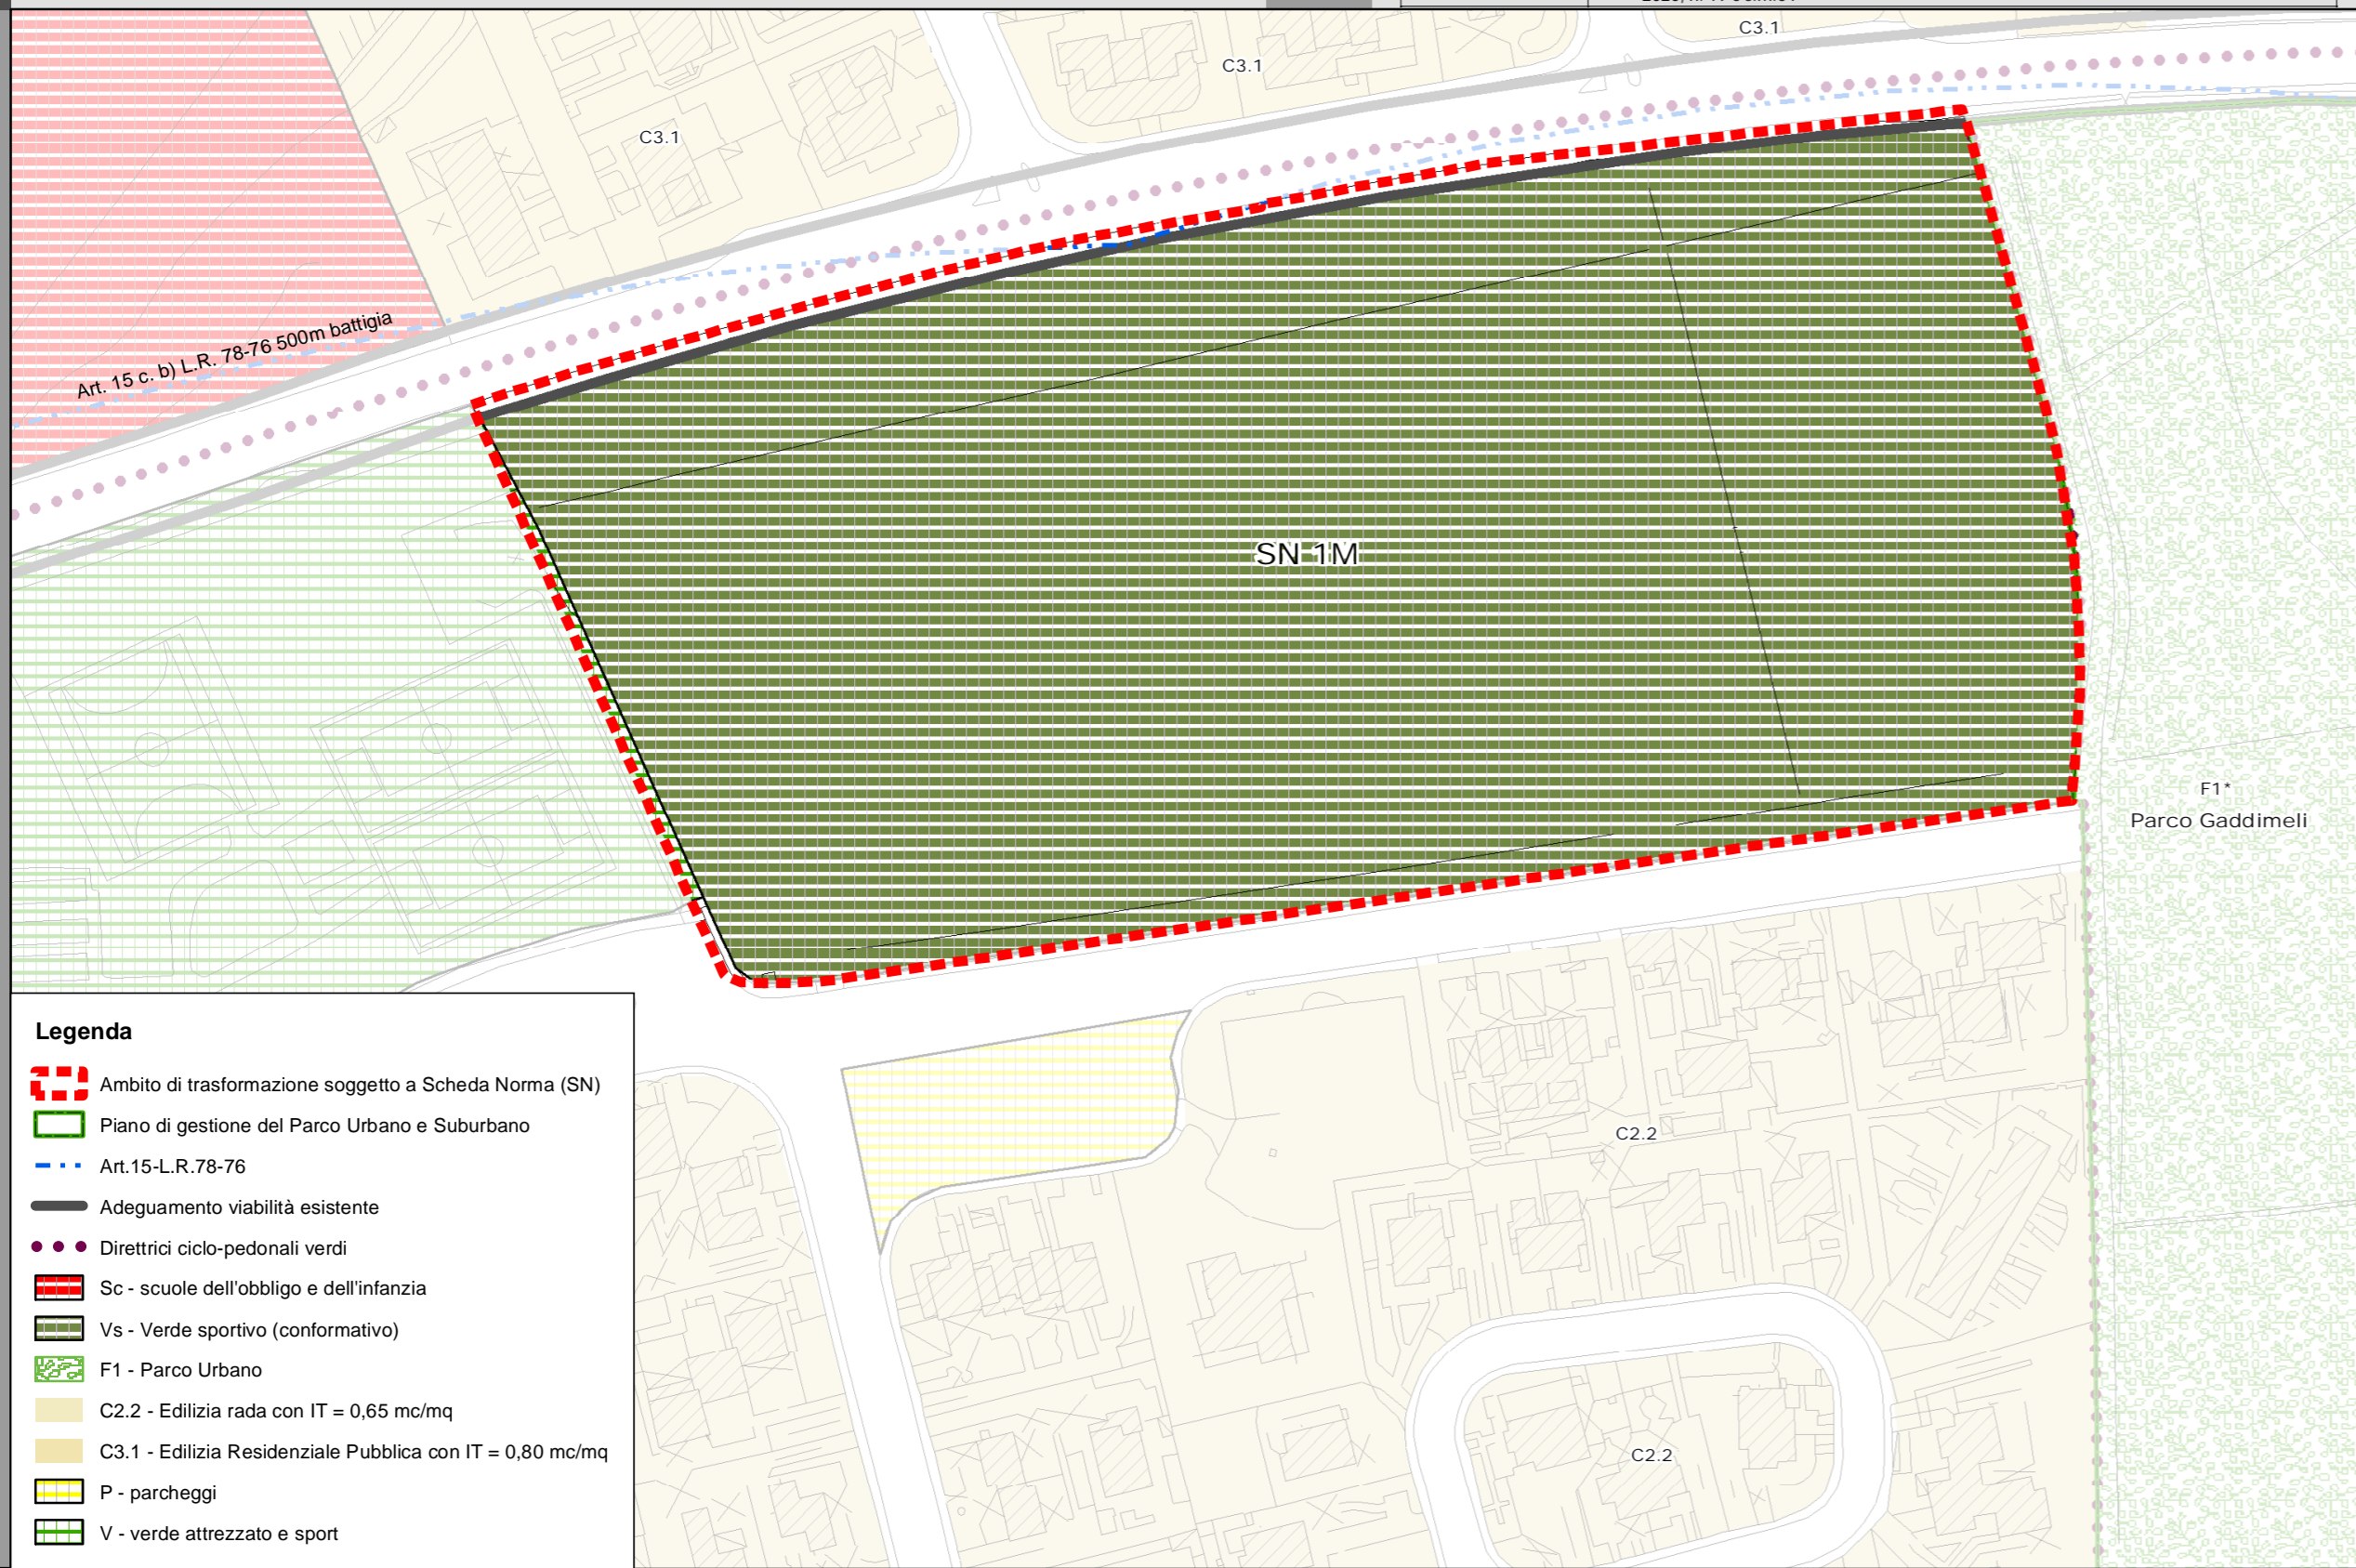 C3.1
C3.1
C3.1
Art. 15 c. b) L.R. 78-76 500m battigia
SN 1M
F1*
Parco Gaddimeli
C2.2
C2.2
Legenda
Ambito di trasformazione soggetto a Scheda Norma (SN)
Piano di gestione del Parco Urbano e Suburbano
Art.15-L.R.78-76
Adeguamento viabilità esistente
Direttrici ciclo-pedonali verdi
Sc - scuole dell'obbligo e dell'infanzia
Vs - Verde sportivo (conformativo)
F1 - Parco Urbano
C2.2 - Edilizia rada con IT = 0,65 mc/mq
C3.1 - Edilizia Residenziale Pubblica con IT = 0,80 mc/mq
P - parcheggi
V - verde attrezzato e sport